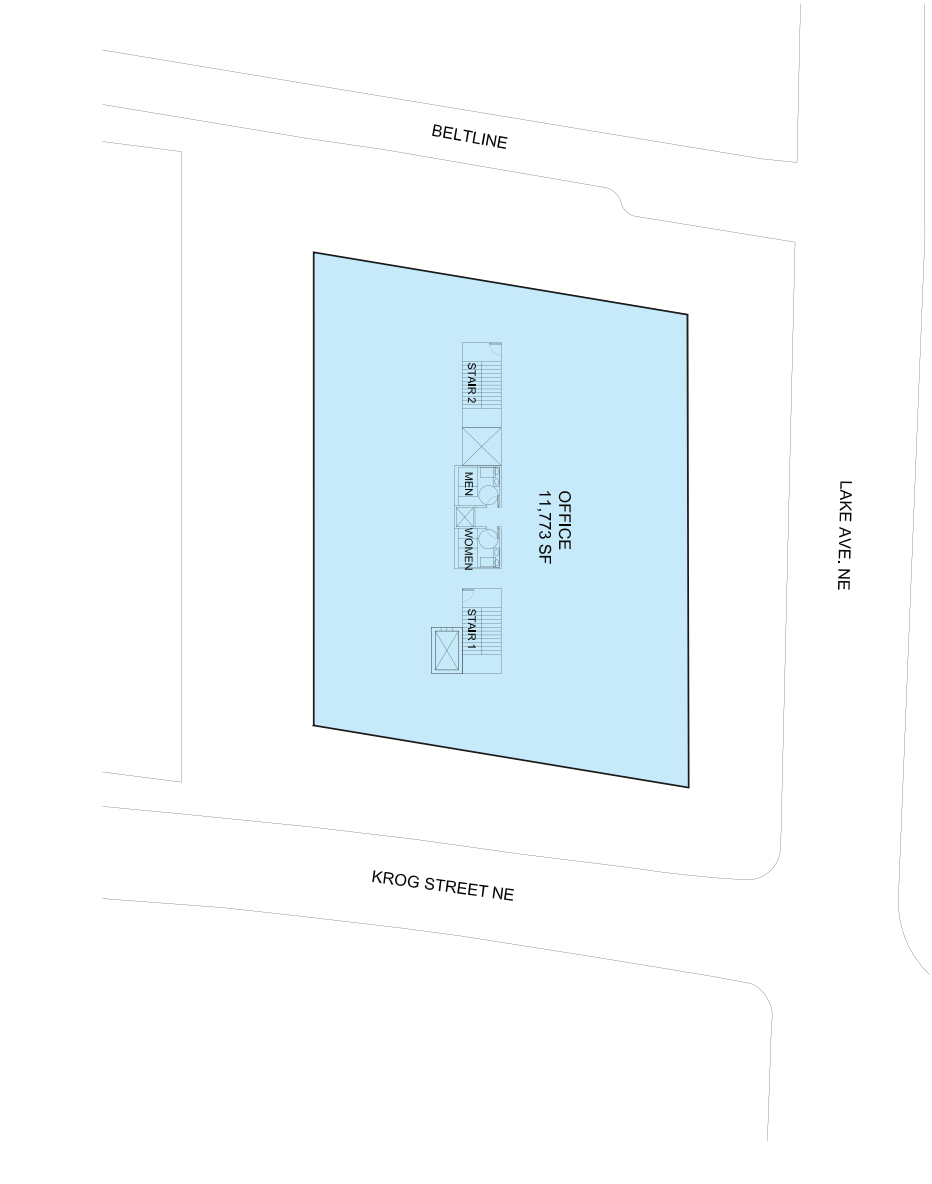 BELTLINE
STAIR 2
MEN
WOMEN
OFFICE
11,773 SF
STAIR 1
LAKE AVE. NE
KROG STREET NE